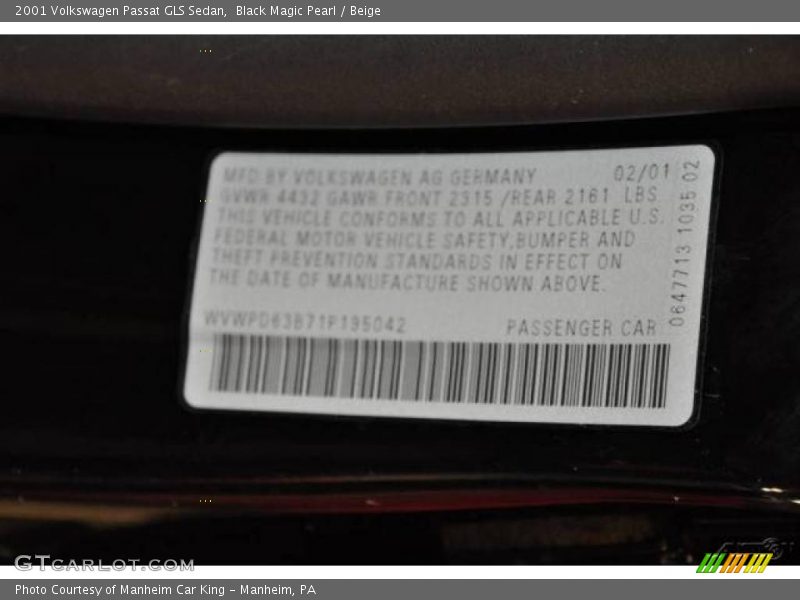 2001 Volkswagen Passat GLS Sedan, Black Magic Pearl / Beige
MFD BY VOLKSWAGEN AG GERMANY 02/01
GVWR 4432 GAWR FRONT 2315 /REAR 2161 LBS
THIS VEHICLE CONFORMS TO ALL APPLICABLE U.S.
FEDERAL MOTOR VEHICLE SAFETY,BUMPER AND
THEFT PREVENTION STANDARDS IN EFFECT ON
THE DATE OF MANUFACTURE SHOWN ABOVE.
WVWPD63B71P195042 PASSENGER CAR
0647713 1035 02
GTCARLOT.COM
Photo Courtesy of Manheim Car King - Manheim, PA